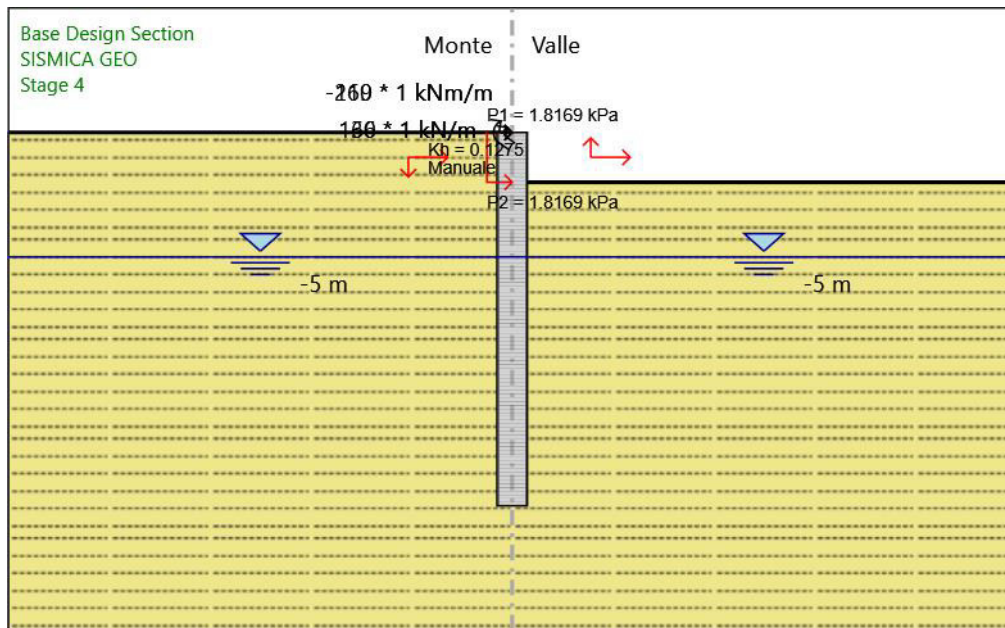 Base Design Section
SISMICA GEO
Stage 4
Monte Valle
* 1 kNm/m
P1 = 1.8169 kPa
* 1 kN/m
Kh = 0.1275
Manuale
P2 = 1.8169 kPa
-5 m -5 m